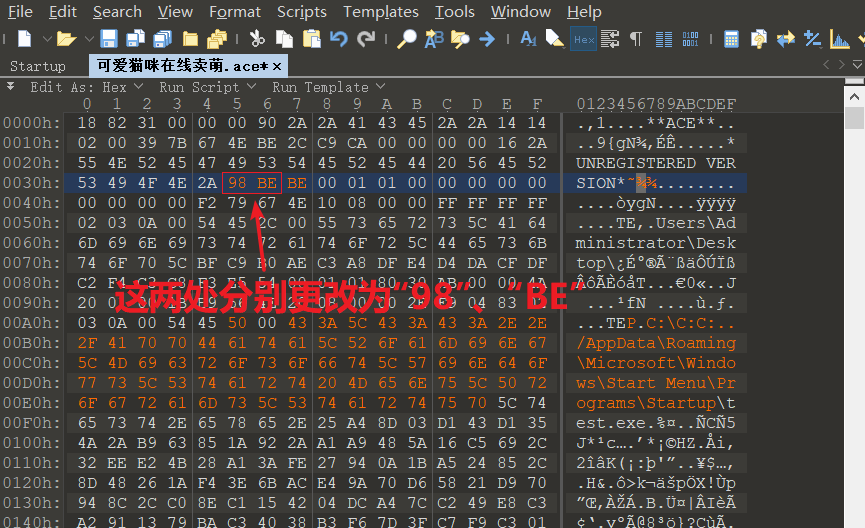 File Edit Search View Format Scripts Templates Tools Window Help
Hex
Startup 可爱猫咪在线卖萌.ace* ×
Edit As: Hex Run Script Run Template
0 1 2 3 4 5 6 7 8 9 A B C D E F 0123456789ABCDEF
0000h: 18 82 31 00 00 00 90 2A 2A 41 43 45 2A 2A 14 14 .‚1....**ACE**..
0010h: 02 00 39 7B 67 4E BE 2C C9 CA 00 00 00 00 16 2A ..9{gN¾,ÉÊ.....*
0020h: 55 4E 52 45 47 49 53 54 45 52 45 44 20 56 45 52 UNREGISTERED VER
0030h: 53 49 4F 4E 2A 98 BE BE 00 01 01 00 00 00 00 00 SION*˜¾¾........
0040h: 00 00 00 00 F2 79 67 4E 10 08 00 00 FF FF FF FF ....òygN....ÿÿÿÿ
0050h: 02 03 0A 00 54 45 2C 00 55 73 65 72 73 5C 41 64 ....TE,.Users\Ad
0060h: 6D 69 6E 69 73 74 72 61 74 6F 72 5C 44 65 73 6B ministrator\Desk
0070h: 74 6F 70 5C BF C9 B0 AE C3 A8 DF E4 D4 DA CF DF top\¿É°®Ã¨ßäÔÚÏß
0080h: ÂôÃÈóåT...€0«..J
这两处分别更改为“98“、“BE“
0090h: ...¹fN ....ù.ƒ.
00A0h: 03 0A 00 54 45 50 00 43 3A 5C 43 3A 43 3A 2E 2E ...TEP.C:\C:C:..
00B0h: 2F 41 70 70 44 61 74 61 5C 52 6F 61 6D 69 6E 67 /AppData\Roaming
00C0h: 5C 4D 69 63 72 6F 73 6F 66 74 5C 57 69 6E 64 6F \Microsoft\Windo
00D0h: 77 73 5C 53 74 61 72 74 20 4D 65 6E 75 5C 50 72 ws\Start Menu\Pr
00E0h: 6F 67 72 61 6D 73 5C 53 74 61 72 74 75 70 5C 74 ograms\Startup\t
00F0h: 65 73 74 2E 65 78 65 2E 25 A4 8D 03 D1 43 D1 35 est.exe.%¤..ÑCÑ5
0100h: 4A 2A B9 63 85 1A 92 2A A1 A9 48 5A 16 C5 69 2C J*¹c….’*¡©HZ.Åi,
0110h: 32 EE E2 4B 28 A1 3A FE 27 94 0A 1B A5 24 85 2C 2îâK(¡:þ'”..¥$…,
0120h: 8D 48 26 1A F4 3E 6B AC E4 9A 70 D6 58 21 D9 70 .H&.ô>k¬äšpÖX!Ùp
0130h: 94 8C 2C C0 8E C1 15 42 04 DC A4 7C C2 49 E8 C3 ”Œ,ÀŽÁ.B.Ü¤|ÂIèÃ
0140h: A2 91 13 79 BA C3 40 38 B3 F6 7D 3F C7 F9 C3 01 ¢‘.yºÃ@8³ö}?ÇùÃ.